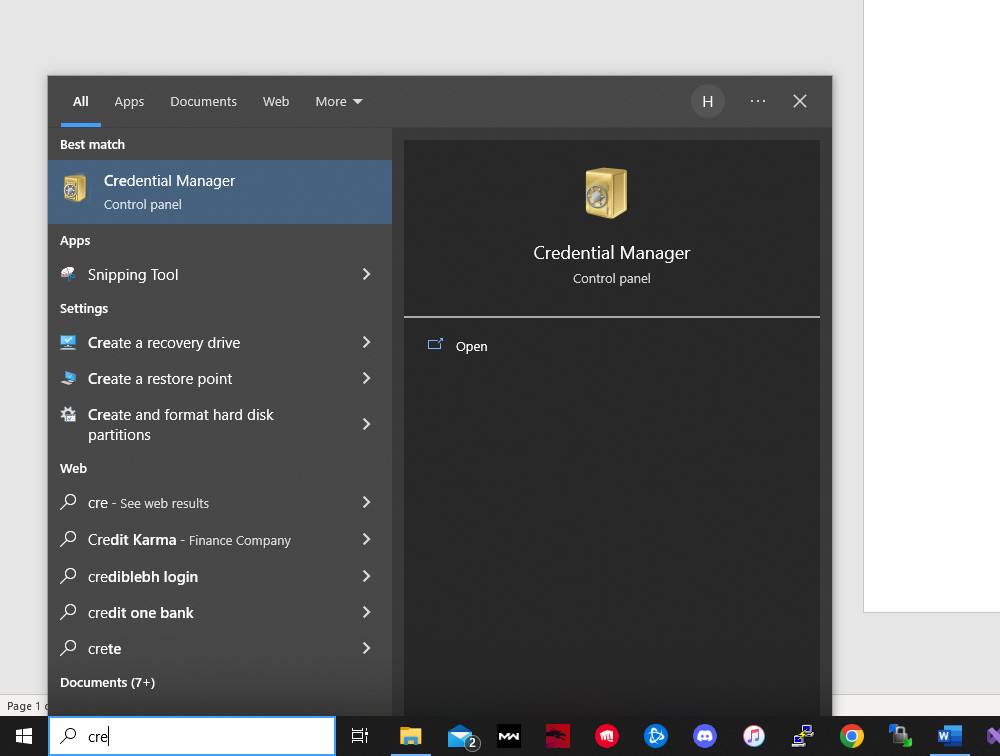 All Apps Documents Web More H
Best match
Credential Manager
Control panel
Apps
Snipping Tool
Settings
Create a recovery drive
Create a restore point
Create and format hard disk
partitions
Web
cre - See web results
Credit Karma - Finance Company
crediblebh login
credit one bank
crete
Documents (7+)
Credential Manager
Control panel
Open
Page 1
cre
2
W